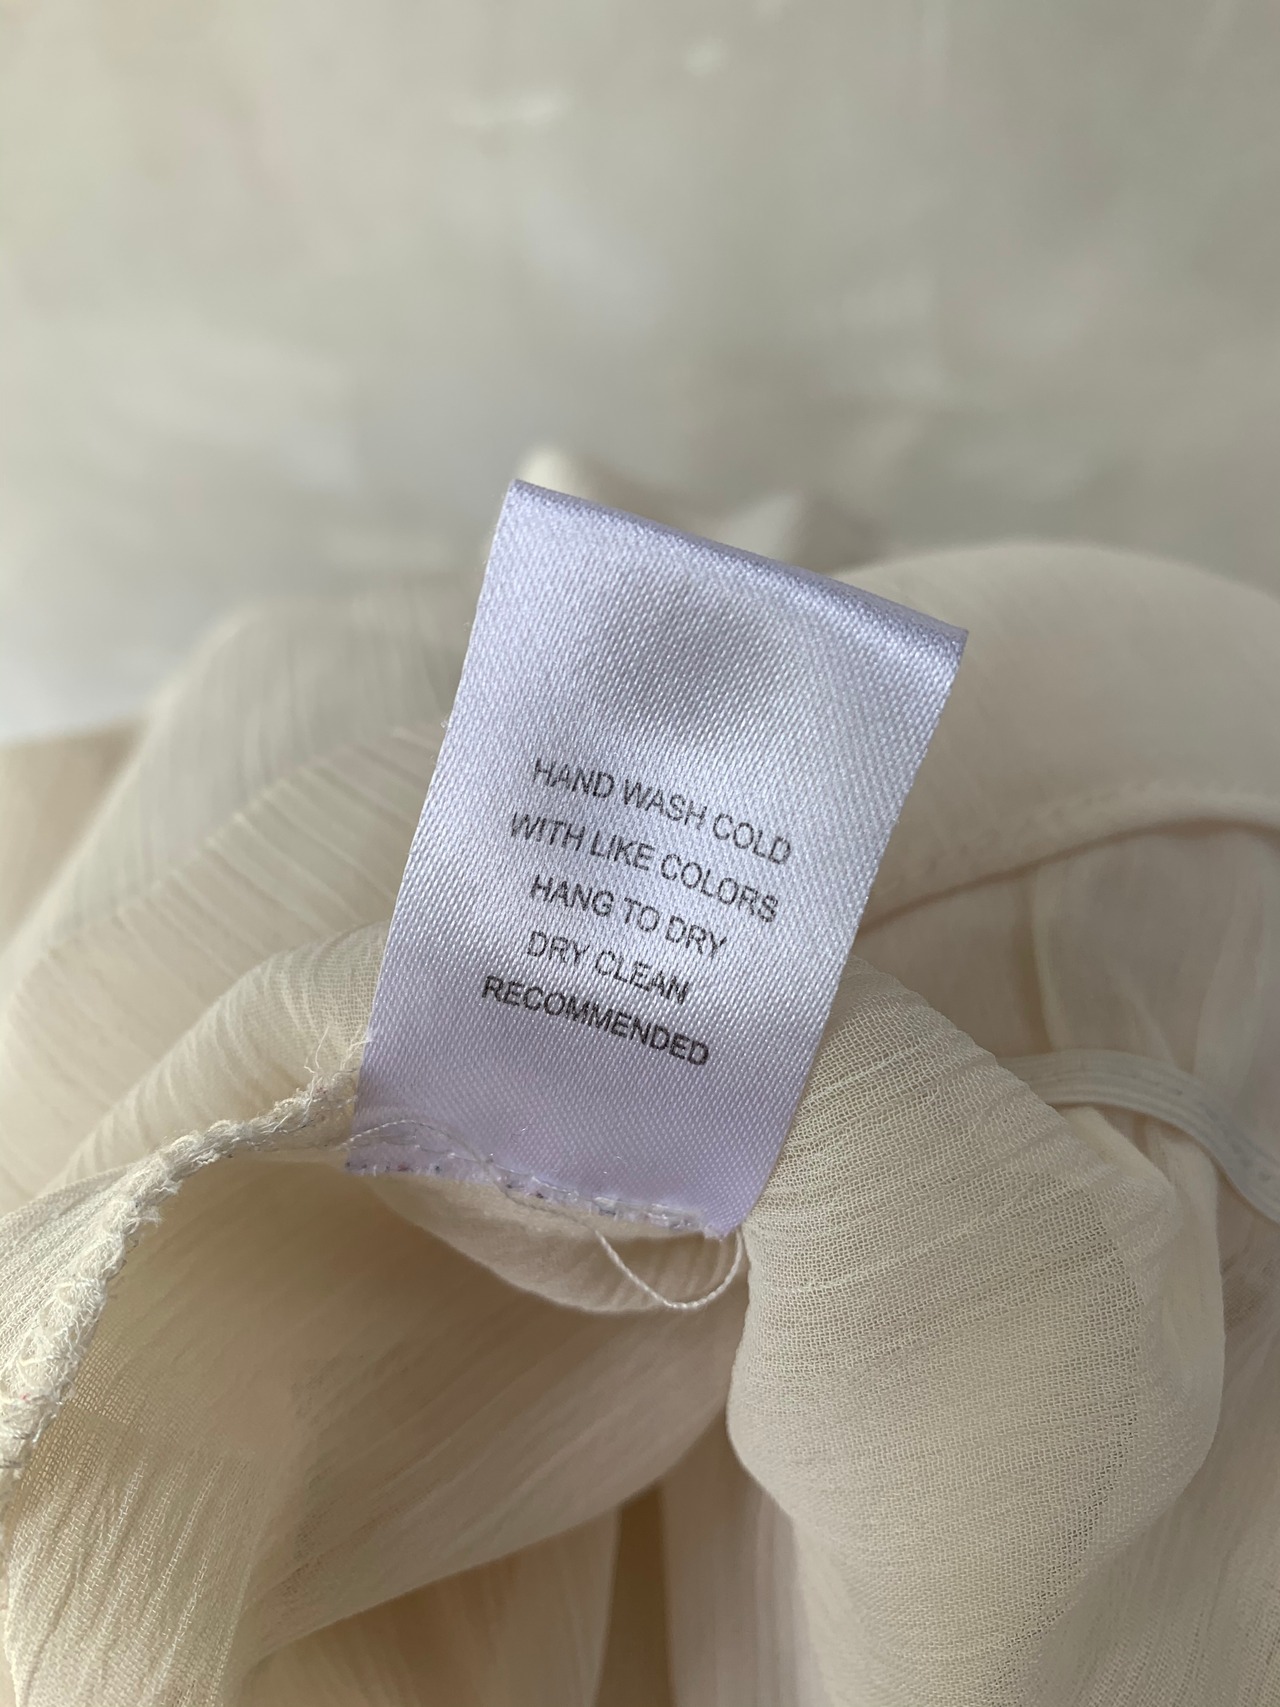 HAND WASH COLD
WITH LIKE COLORS
HANG TO DRY
DRY CLEAN
RECOMMENDED